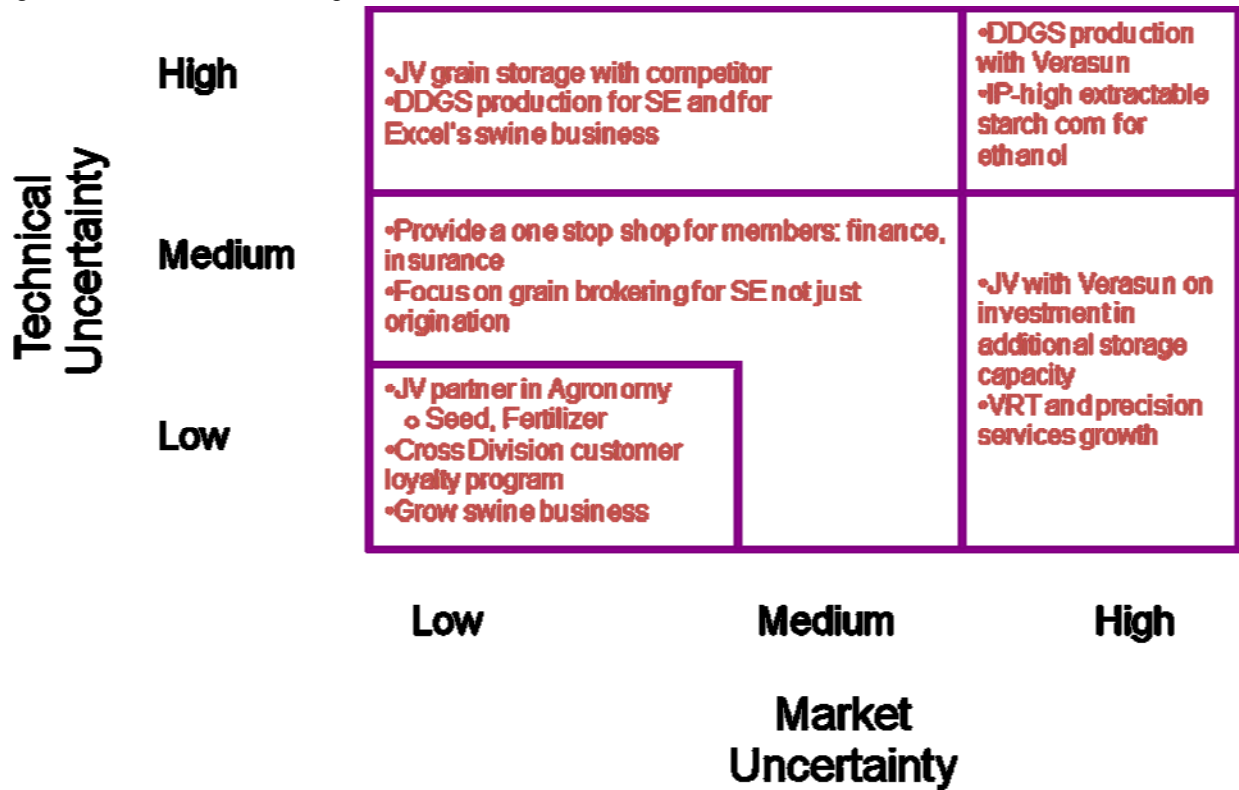 High
•JV grain storage with competitor
•DDGS production for SE and for
Excel's swine business
•DDGS production
with Verasun
•IP-high extractable
starch corn for
ethanol
Technical
Uncertainty
Medium
•Provide a one stop shop for members: finance,
insurance
•Focus on grain brokering for SE not just
origination
•JV with Verasun on
investment in
additional storage
capacity
•VRT and precision
services growth
Low
•JV partner in Agronomy
o Seed, Fertilizer
•Cross Division customer
loyalty program
•Grow swine business
Low
Medium
High
Market
Uncertainty